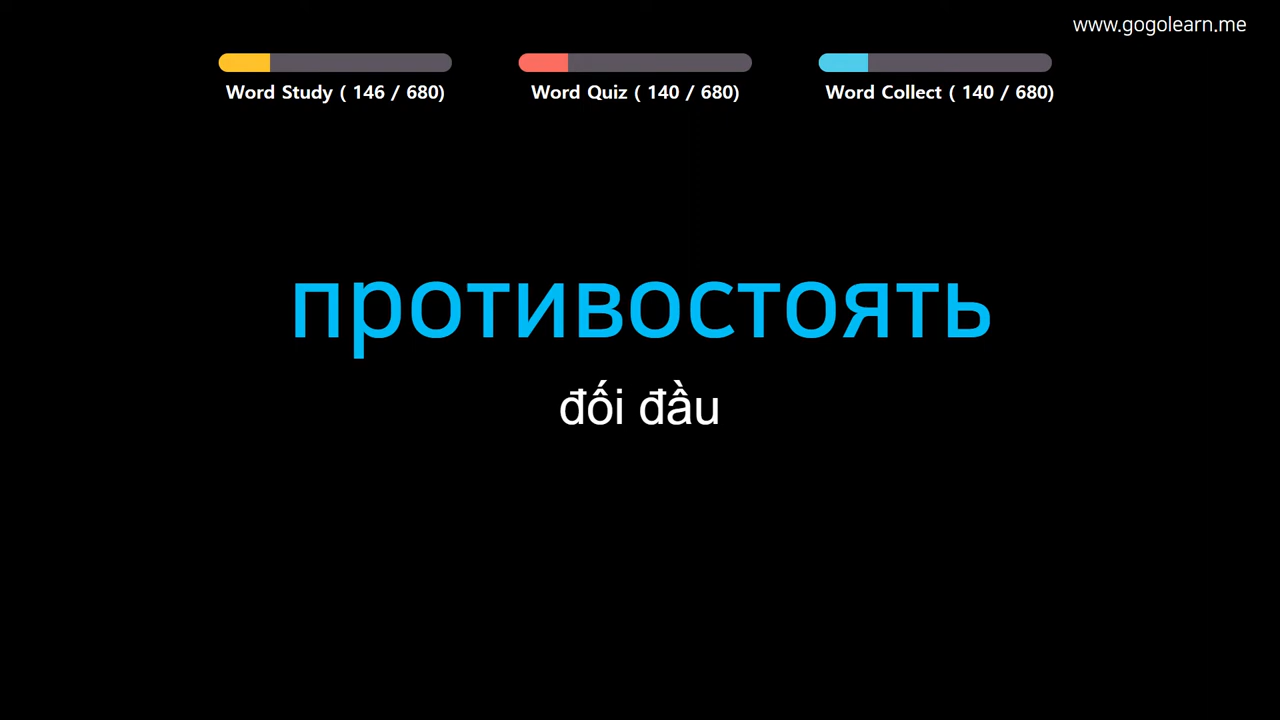 www.gogolearn.me
Word Study ( 146 / 680)
Word Quiz ( 140 / 680)
Word Collect ( 140 / 680)
противостоять
đối đầu